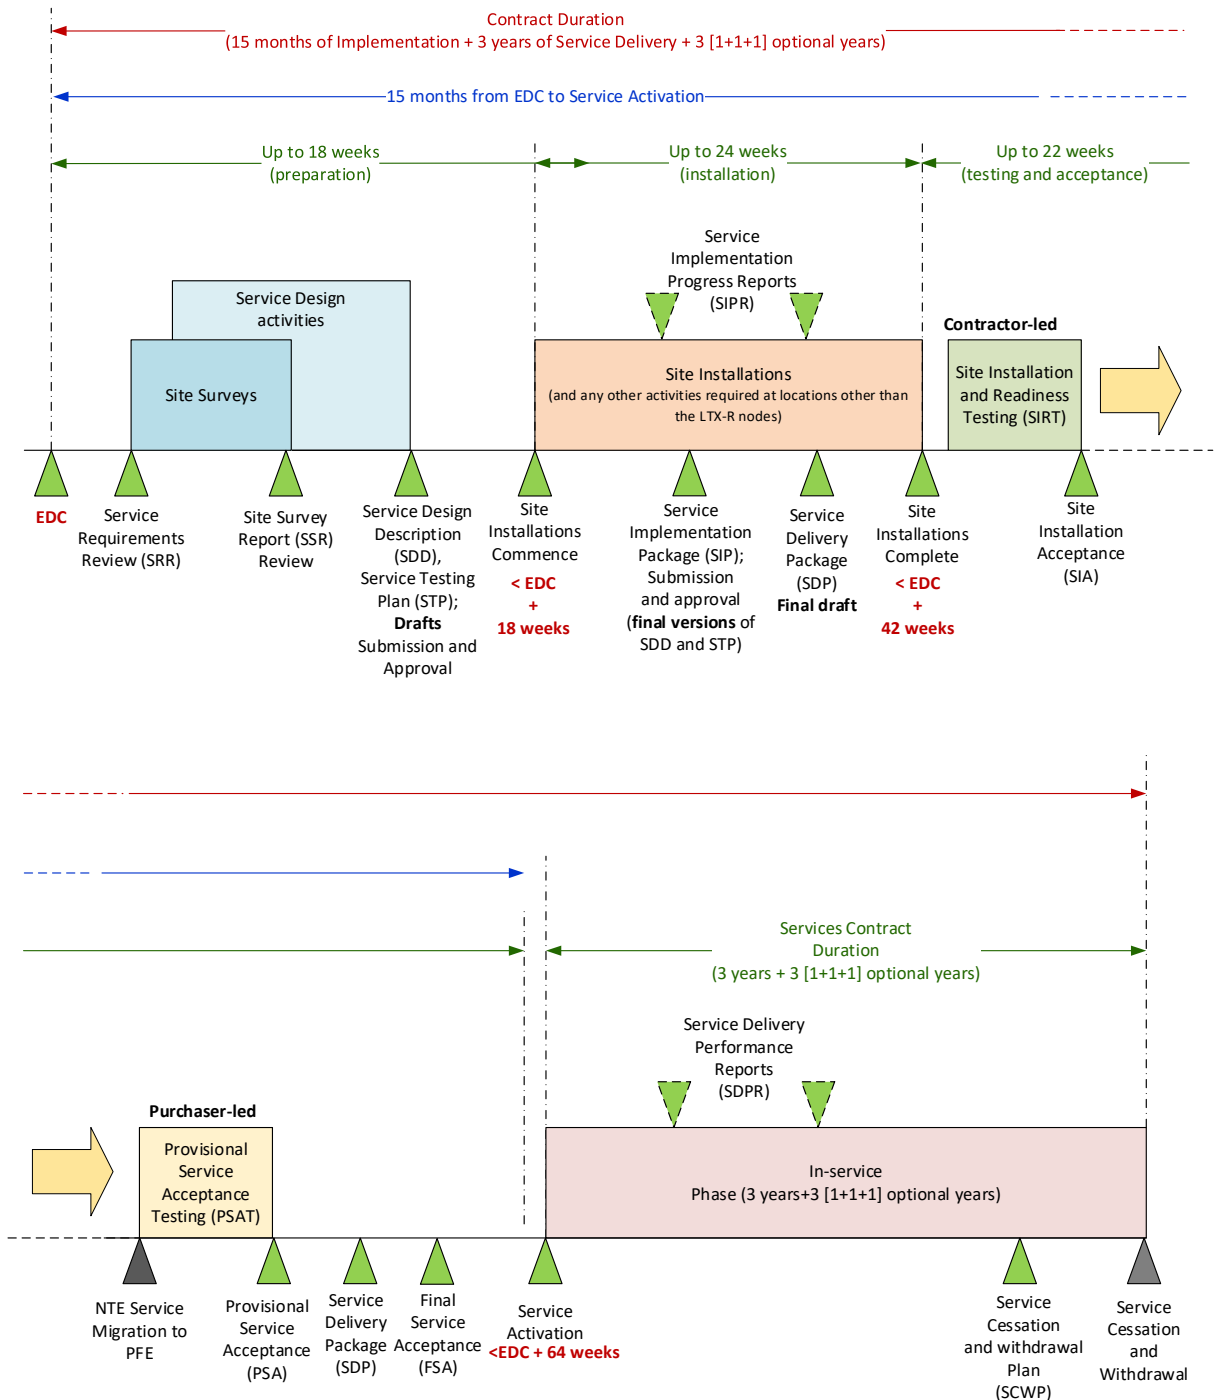 Contract Duration
(15 months of Implementation + 3 years of Service Delivery + 3 [1+1+1] optional years)
15 months from EDC to Service Activation
Up to 18 weeks
(preparation)
Up to 24 weeks
(installation)
Up to 22 weeks
(testing and acceptance)
Service
Implementation
Progress Reports
(SIPR)
Service Design
activities
Site Surveys
Site Installations
(and any other activities required at locations other than
the LTX-R nodes)
Contractor-led
Site Installation
and Readiness
Testing (SIRT)
EDC
Service
Requirements
Review (SRR)
Site Survey
Report (SSR)
Review
Service Design
Description
(SDD),
Service Testing
Plan (STP);
Drafts
Submission and
Approval
Site
Installations
Commence
< EDC
+
18 weeks
Service
Implementation
Package (SIP);
Submission
and approval
(final versions of
SDD and STP)
Service
Delivery
Package
(SDP)
Final draft
Site
Installations
Complete
< EDC
+
42 weeks
Site
Installation
Acceptance
(SIA)
Services Contract
Duration
(3 years + 3 [1+1+1] optional years)
Service Delivery
Performance
Reports
(SDPR)
Purchaser-led
Provisional
Service
Acceptance
Testing (PSAT)
In-service
Phase (3 years+3 [1+1+1] optional years)
NTE Service
Migration to
PFE
Provisional
Service
Acceptance
(PSA)
Service
Delivery
Package
(SDP)
Final
Service
Acceptance
(FSA)
Service
Activation
<EDC + 64 weeks
Service
Cessation
and withdrawal
Plan
(SCWP)
Service
Cessation
and
Withdrawal